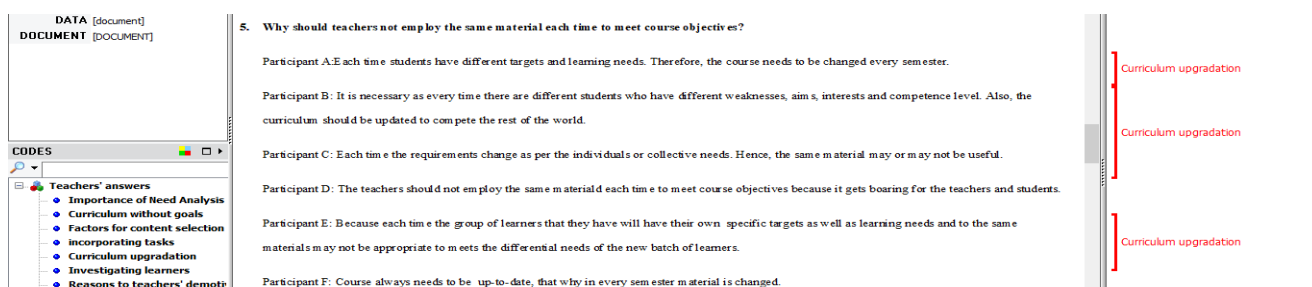 DATA [document]
DOCUMENT [DOCUMENT]
5. Why should teachers not employ the same material each time to meet course objectives?
Participant A:Each time students have different targets and learning needs. Therefore, the course needs to be changed every semester.
Participant B: It is necessary as every time there are different students who have different weaknesses, aims, interests and competence level. Also, the
curriculum should be updated to compete the rest of the world.
Participant C: Each time the requirements change as per the individuals or collective needs. Hence, the same material may or may not be useful.
Participant D: The teachers should not employ the same materiald each time to meet course objectives because it gets boaring for the teachers and students.
Participant E: Because each time the group of learners that they have will have their own specific targets as well as learning needs and to the same
materials may not be appropriate to meets the differential needs of the new batch of learners.
Participant F: Course always needs to be up-to-date, that why in every semester material is changed.
Curriculum upgradation
Curriculum upgradation
Curriculum upgradation
CODES
Teachers' answers
Importance of Need Analysis
Curriculum without goals
Factors for content selection
incorporating tasks
Curriculum upgradation
Investigating learners
Reasons to teachers' demoti